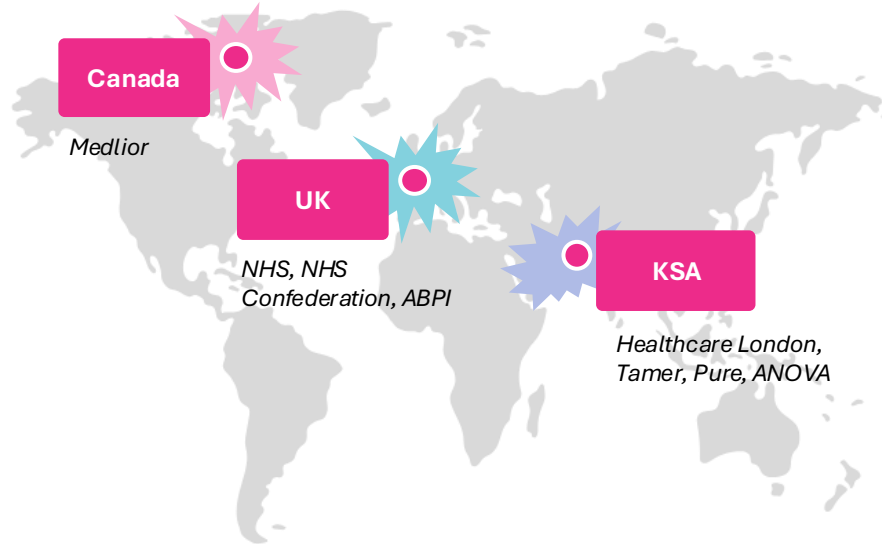 Canada
Medlior
UK
NHS, NHS
Confederation, ABPI
KSA
Healthcare London,
Tamer, Pure, ANOVA